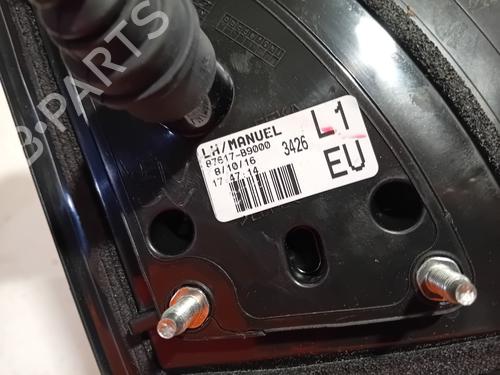 B-PARTS
LH/MANUEL
87617-B9000
8/10/16 3426
17.47.14
L1
EU